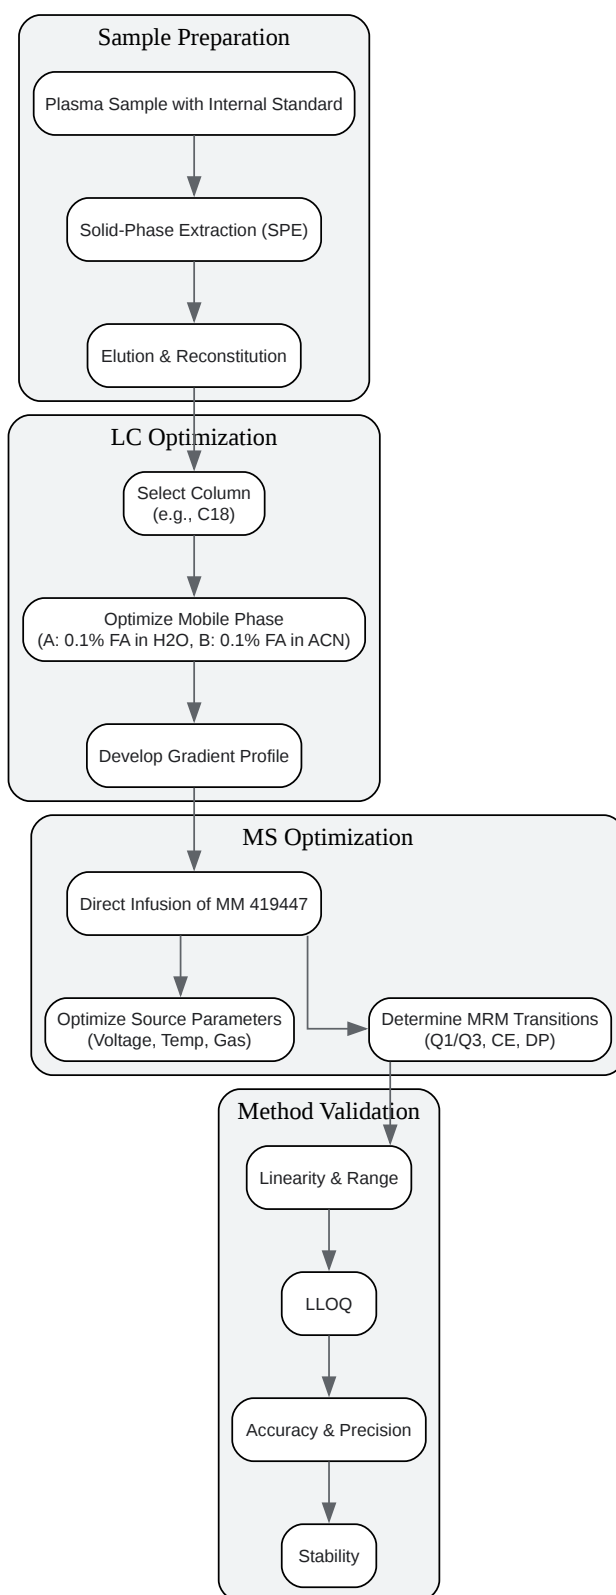 Sample Preparation
Plasma Sample with Internal Standard
Solid-Phase Extraction (SPE)
Elution & Reconstitution
LC Optimization
Select Column
(e.g., C18)
Optimize Mobile Phase
(A: 0.1% FA in H2O, B: 0.1% FA in ACN)
Develop Gradient Profile
MS Optimization
Direct Infusion of MM 419447
Optimize Source Parameters
(Voltage, Temp, Gas)
Determine MRM Transitions
(Q1/Q3, CE, DP)
Method Validation
Linearity & Range
LLOQ
Accuracy & Precision
Stability